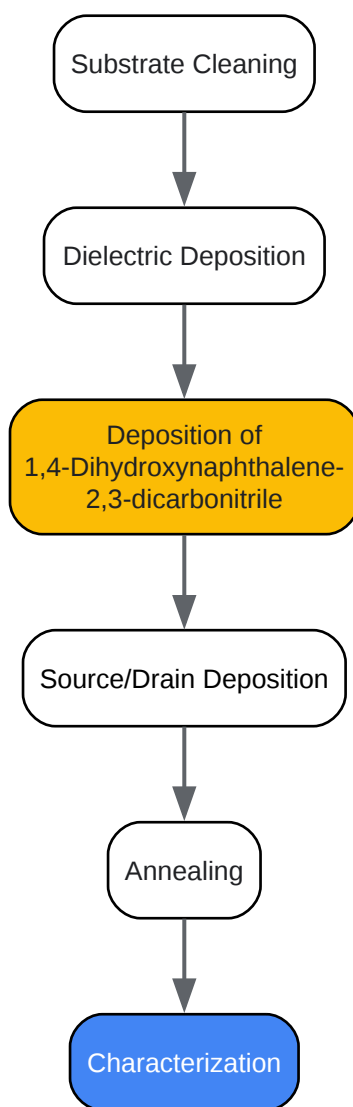 Substrate Cleaning
Dielectric Deposition
Deposition of
1,4-Dihydroxynaphthalene-
2,3-dicarbonitrile
Source/Drain Deposition
Annealing
Characterization